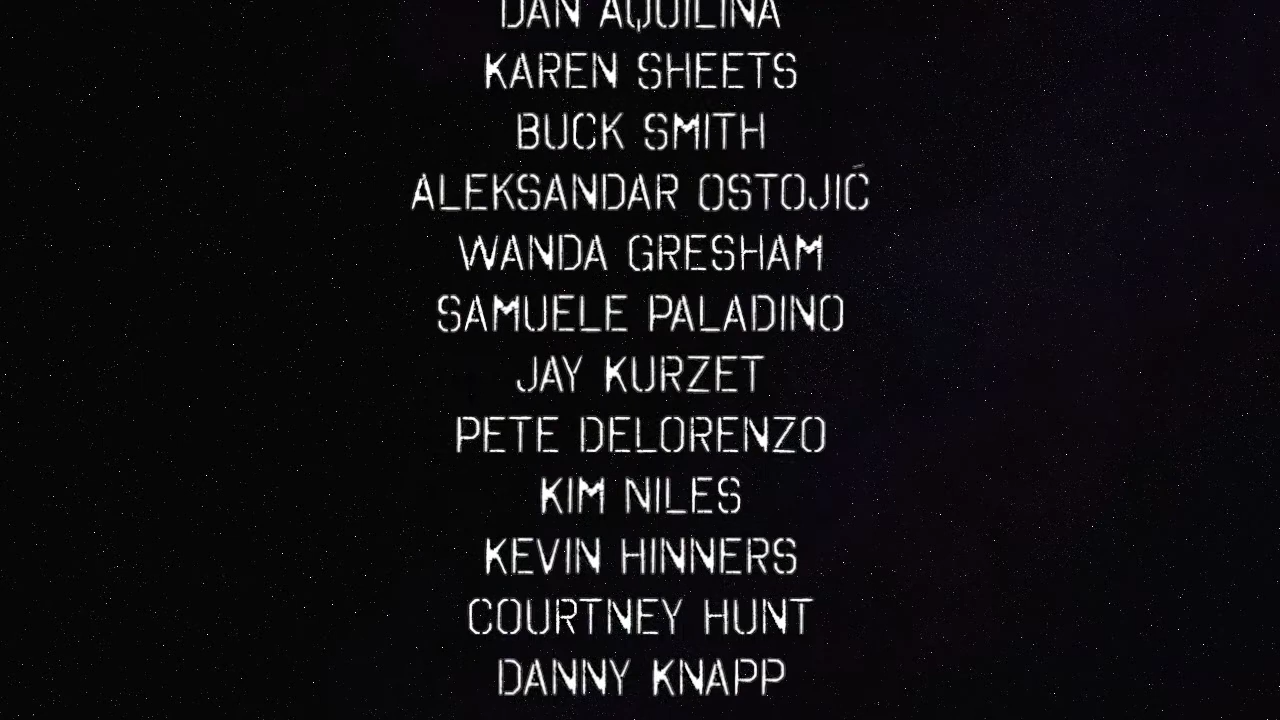 DAN AQUILINA
KAREN SHEETS
BUCK SMITH
ALEKSANDAR OSTOJIĆ
WANDA GRESHAM
SAMUELE PALADINO
JAY KURZET
PETE DELORENZO
KIM NILES
KEVIN HINNERS
COURTNEY HUNT
DANNY KNAPP